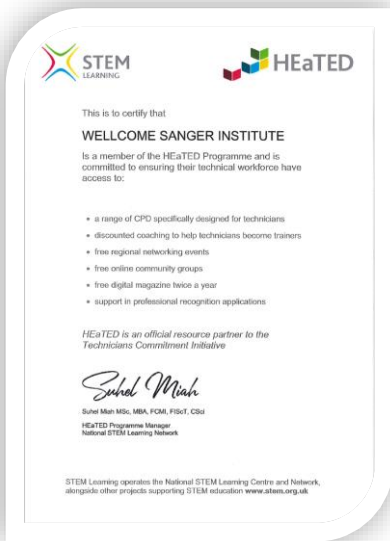 STEM
LEARNING
HEaTED
This is to certify that
WELLCOME SANGER INSTITUTE
Is a member of the HEaTED Programme and is
committed to ensuring their technical workforce have
access to:
• a range of CPD specifically designed for technicians
• discounted coaching to help technicians become trainers
• free regional networking events
• free online community groups
• free digital magazine twice a year
• support in professional recognition applications
HEaTED is an official resource partner to the
Technicians Commitment Initiative
Suhel Miah
Suhel Miah MSc, MBA, FCMI, FIScT, CSci
HEaTED Programme Manager
National STEM Learning Network
STEM Learning operates the National STEM Learning Centre and Network,
alongside other projects supporting STEM education www.stem.org.uk